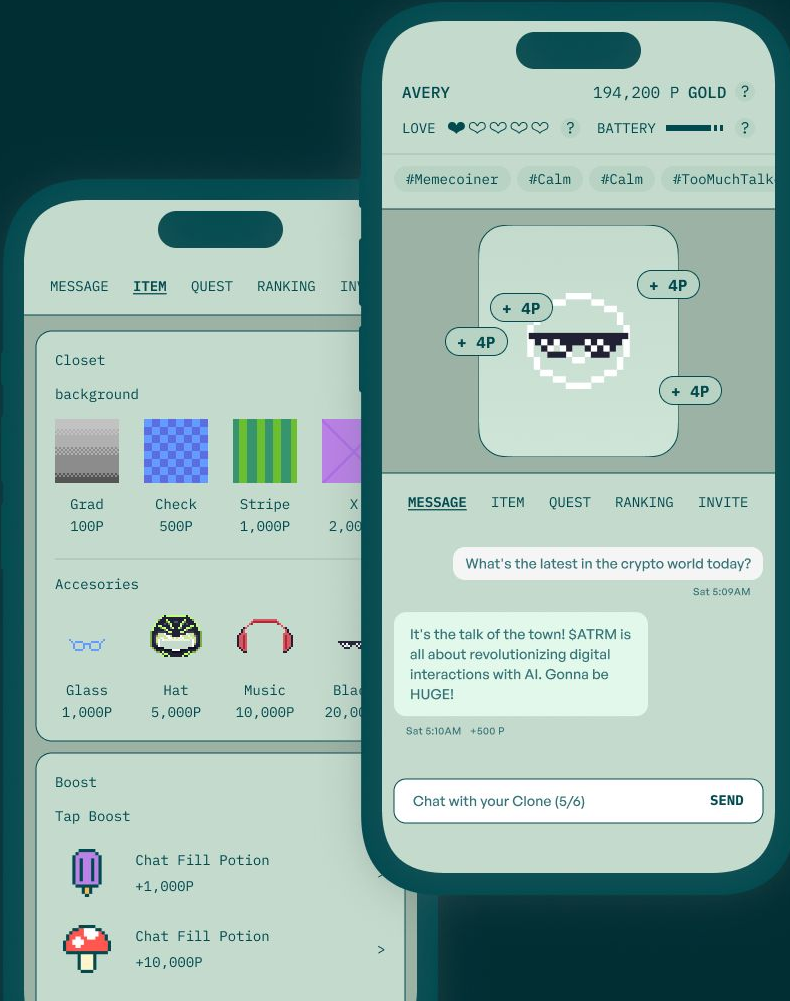 AVERY
194,200 P GOLD ?
LOVE ? BATTERY ?
#Memecoiner #Calm #Calm
+ 4P
+ 4P
+ 4P
+ 4P
MESSAGE ITEM QUEST RANKING INVITE
What's the latest in the crypto world today?
Sat 5:09AM
It's the talk of the town! $ATRM is
all about revolutionizing digital
interactions with AI. Gonna be
HUGE!
Sat 5:10AM +500 P
Chat with your Clone (5/6) SEND
MESSAGE ITEM QUEST RANKING
Closet
background
Grad Check Stripe X
100P 500P 1,000P
Accesories
Glass Hat Music
1,000P 5,000P 10,000P
Boost
Tap Boost
Chat Fill Potion
+1,000P
Chat Fill Potion
+10,000P
>